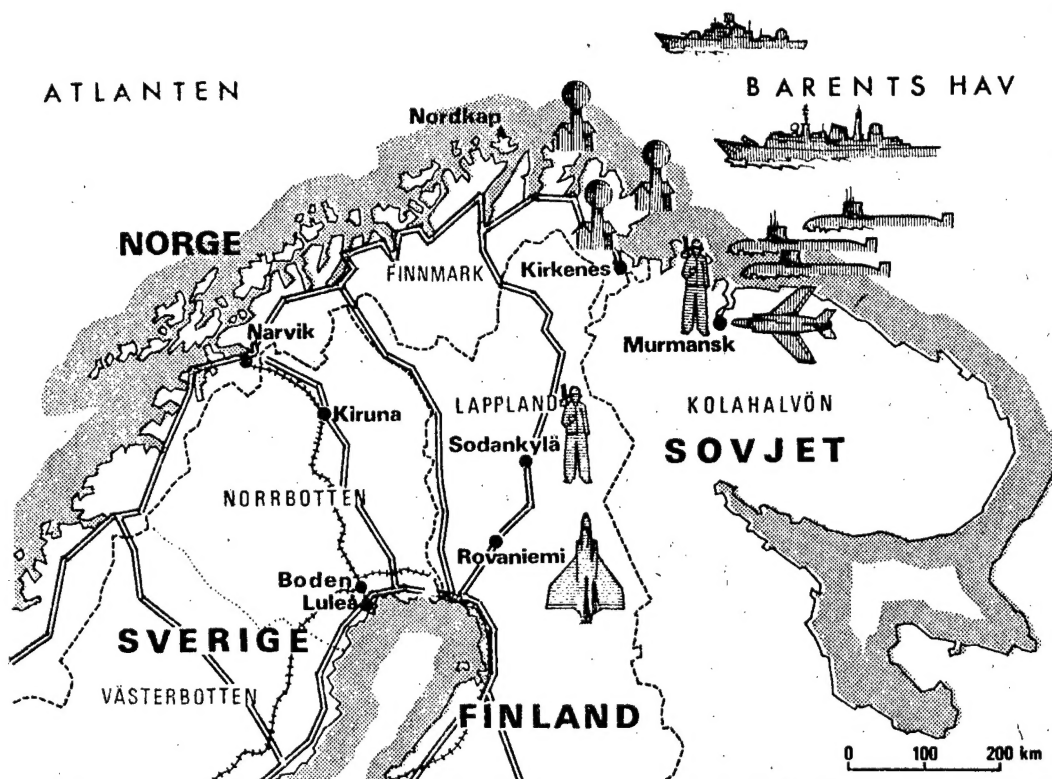 ATLANTEN
BARENTS HAV
Nordkap
NORGE
FINNMARK
Kirkenes
Narvik
Murmansk
Kiruna
LAPPLAND
KOLAHALVÖN
Sodankylä
SOVJET
NORRBOTTEN
Rovaniemi
Boden
Luleå
SVERIGE
VÄSTERBOTTEN
FINLAND
0 100 200 km